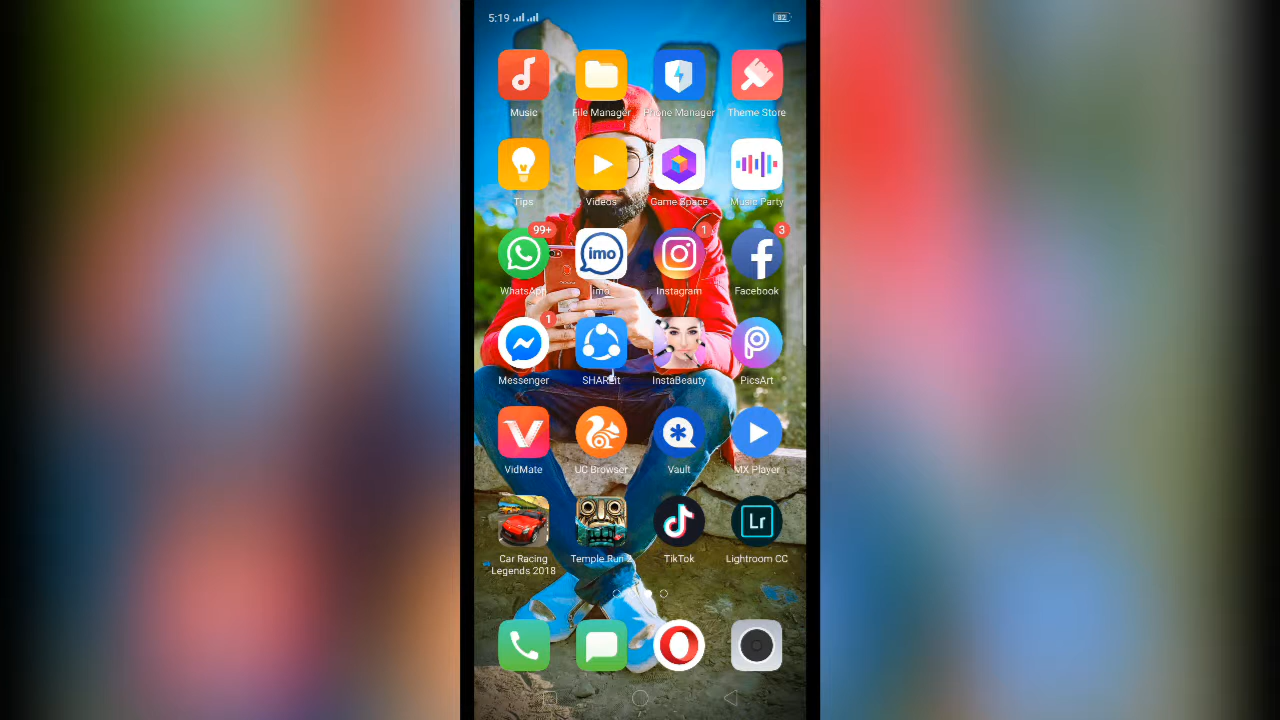 5:19 82
Music File Manager Phone Manager Theme Store
Tips Videos Game Space Music Party
99+ 1 3
imo
WhatsApp imo Instagram Facebook
1
Messenger SHAREit InstaBeauty PicsArt
VidMate UC Browser Vault MX Player
Lr
Car Racing Temple Run 2 TikTok Lightroom CC
Legends 2018